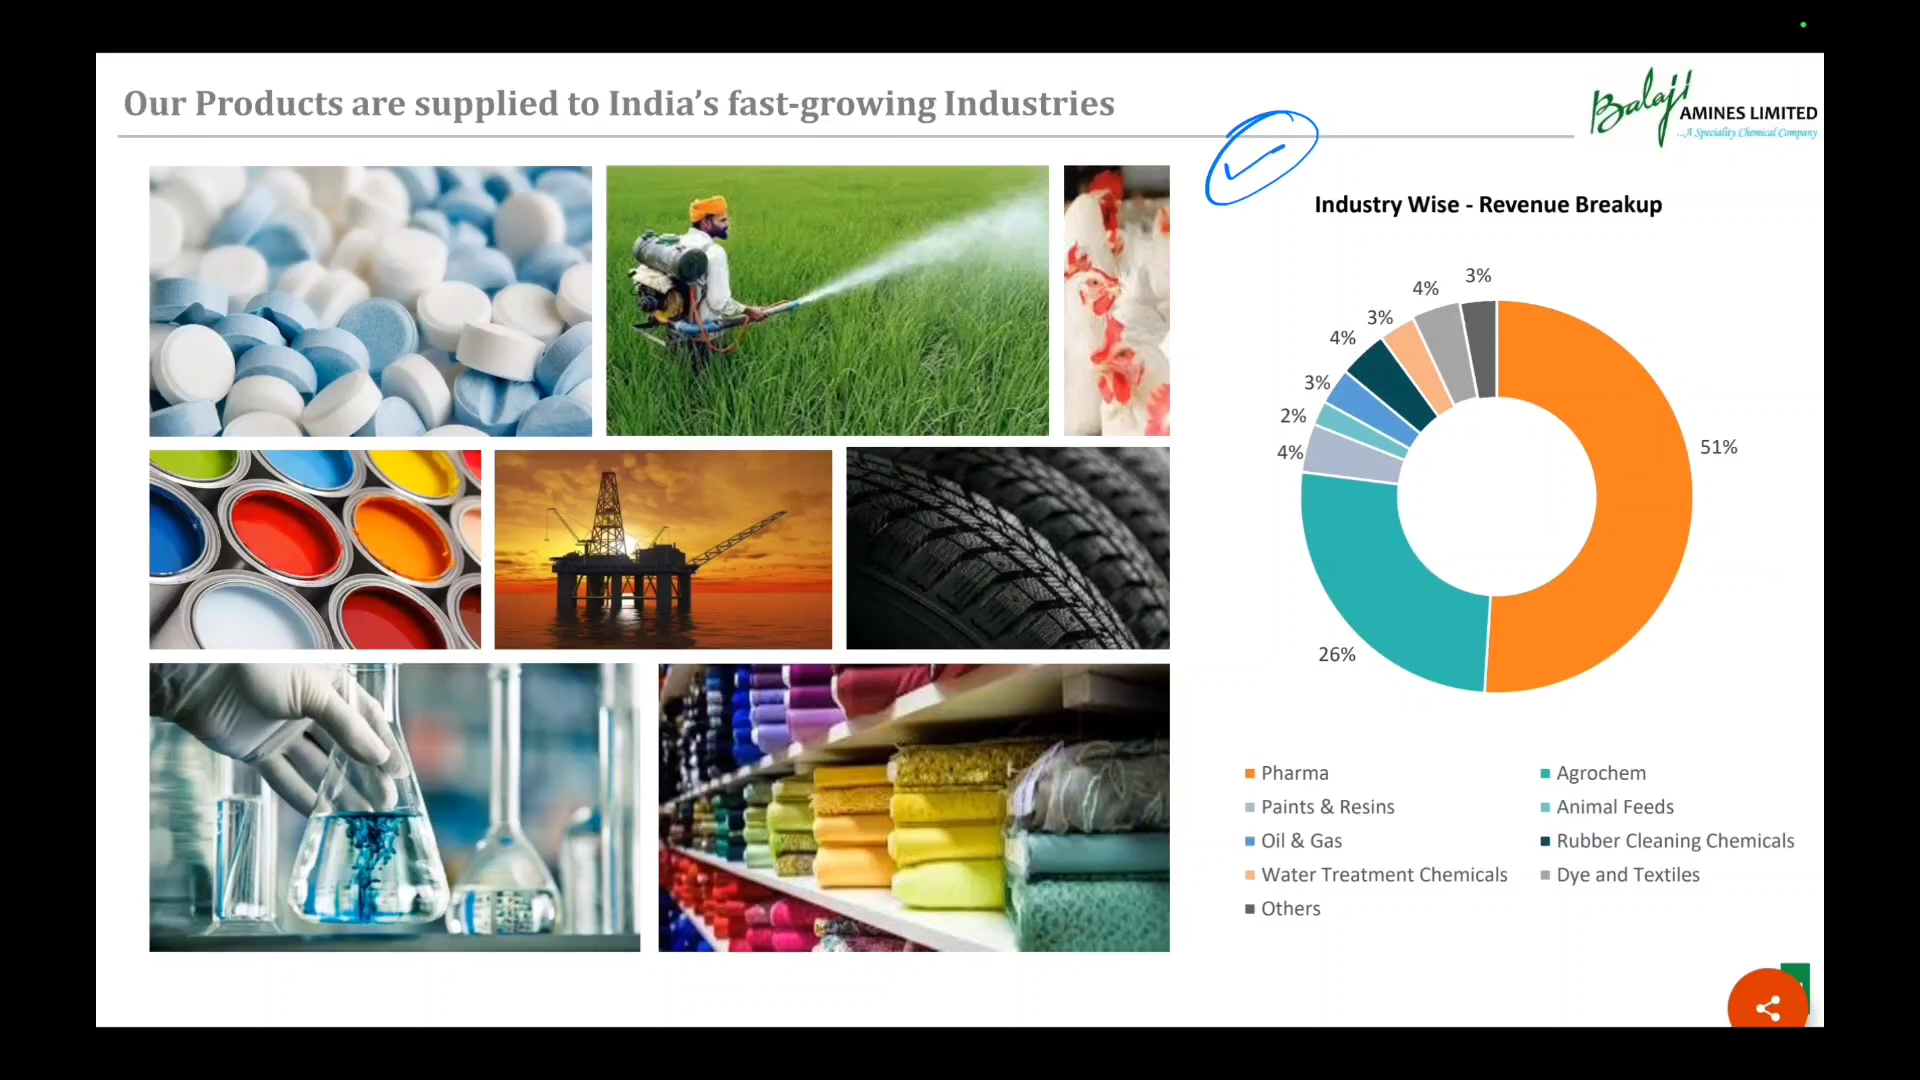 Our Products are supplied to India’s fast-growing Industries
Balaji
AMINES LIMITED
...A Speciality Chemical Company
Industry Wise - Revenue Breakup
3%
4%
3%
4%
3%
2%
4%
51%
26%
Pharma
Agrochem
Paints & Resins
Animal Feeds
Oil & Gas
Rubber Cleaning Chemicals
Water Treatment Chemicals
Dye and Textiles
Others